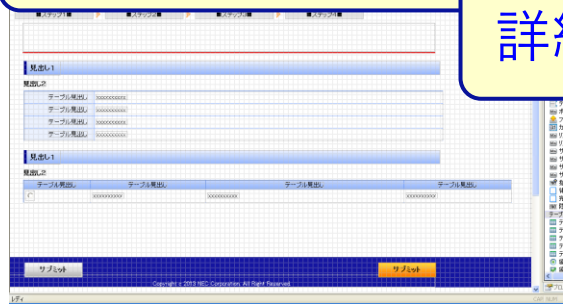 ■ステップ1■ ■ステップ2■ ■ステップ3■ ■ステップ4■
詳
見出し1
見出し2
テーブル見出し xxxxxxxxxx
テーブル見出し xxxxxxxxxx
テーブル見出し xxxxxxxxxx
テーブル見出し xxxxxxxxxx
見出し1
見出し2
テーブル見出し テーブル見出し テーブル見出し テーブル見出し
xxxxxxxxxx xxxxxxxxxx xxxxxxxxxx
サブミット サブミット
Copyright c 2013 NEC Corporation. All Right Reserved.
CAP NUM